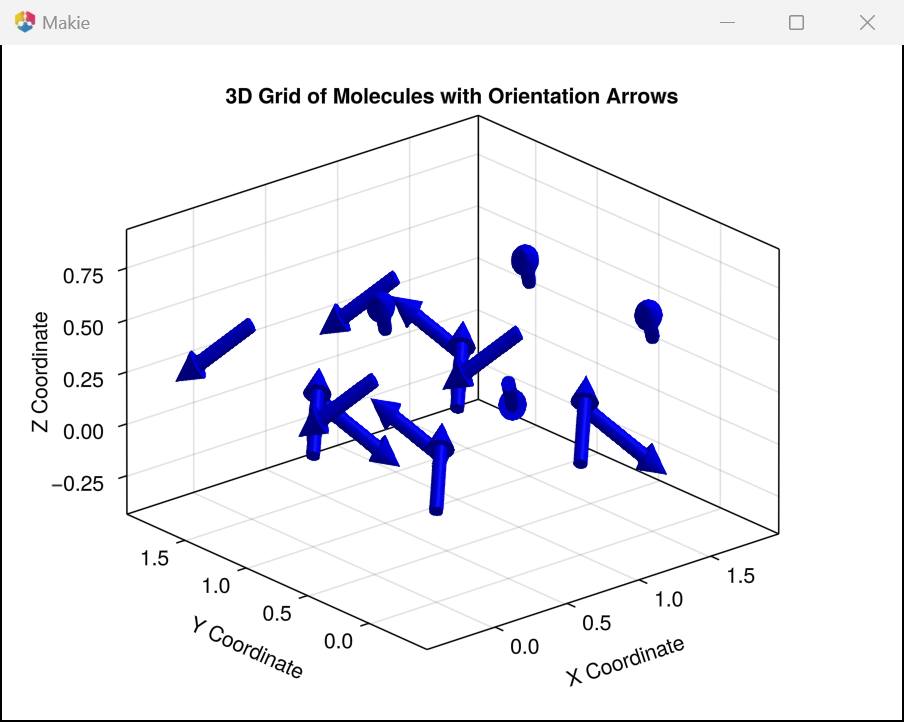 Makie
3D Grid of Molecules with Orientation Arrows
Z Coordinate
0.75
0.50
0.25
0.00
−0.25
1.5
1.0
0.5
0.0
Y Coordinate
0.0
0.5
1.0
1.5
X Coordinate